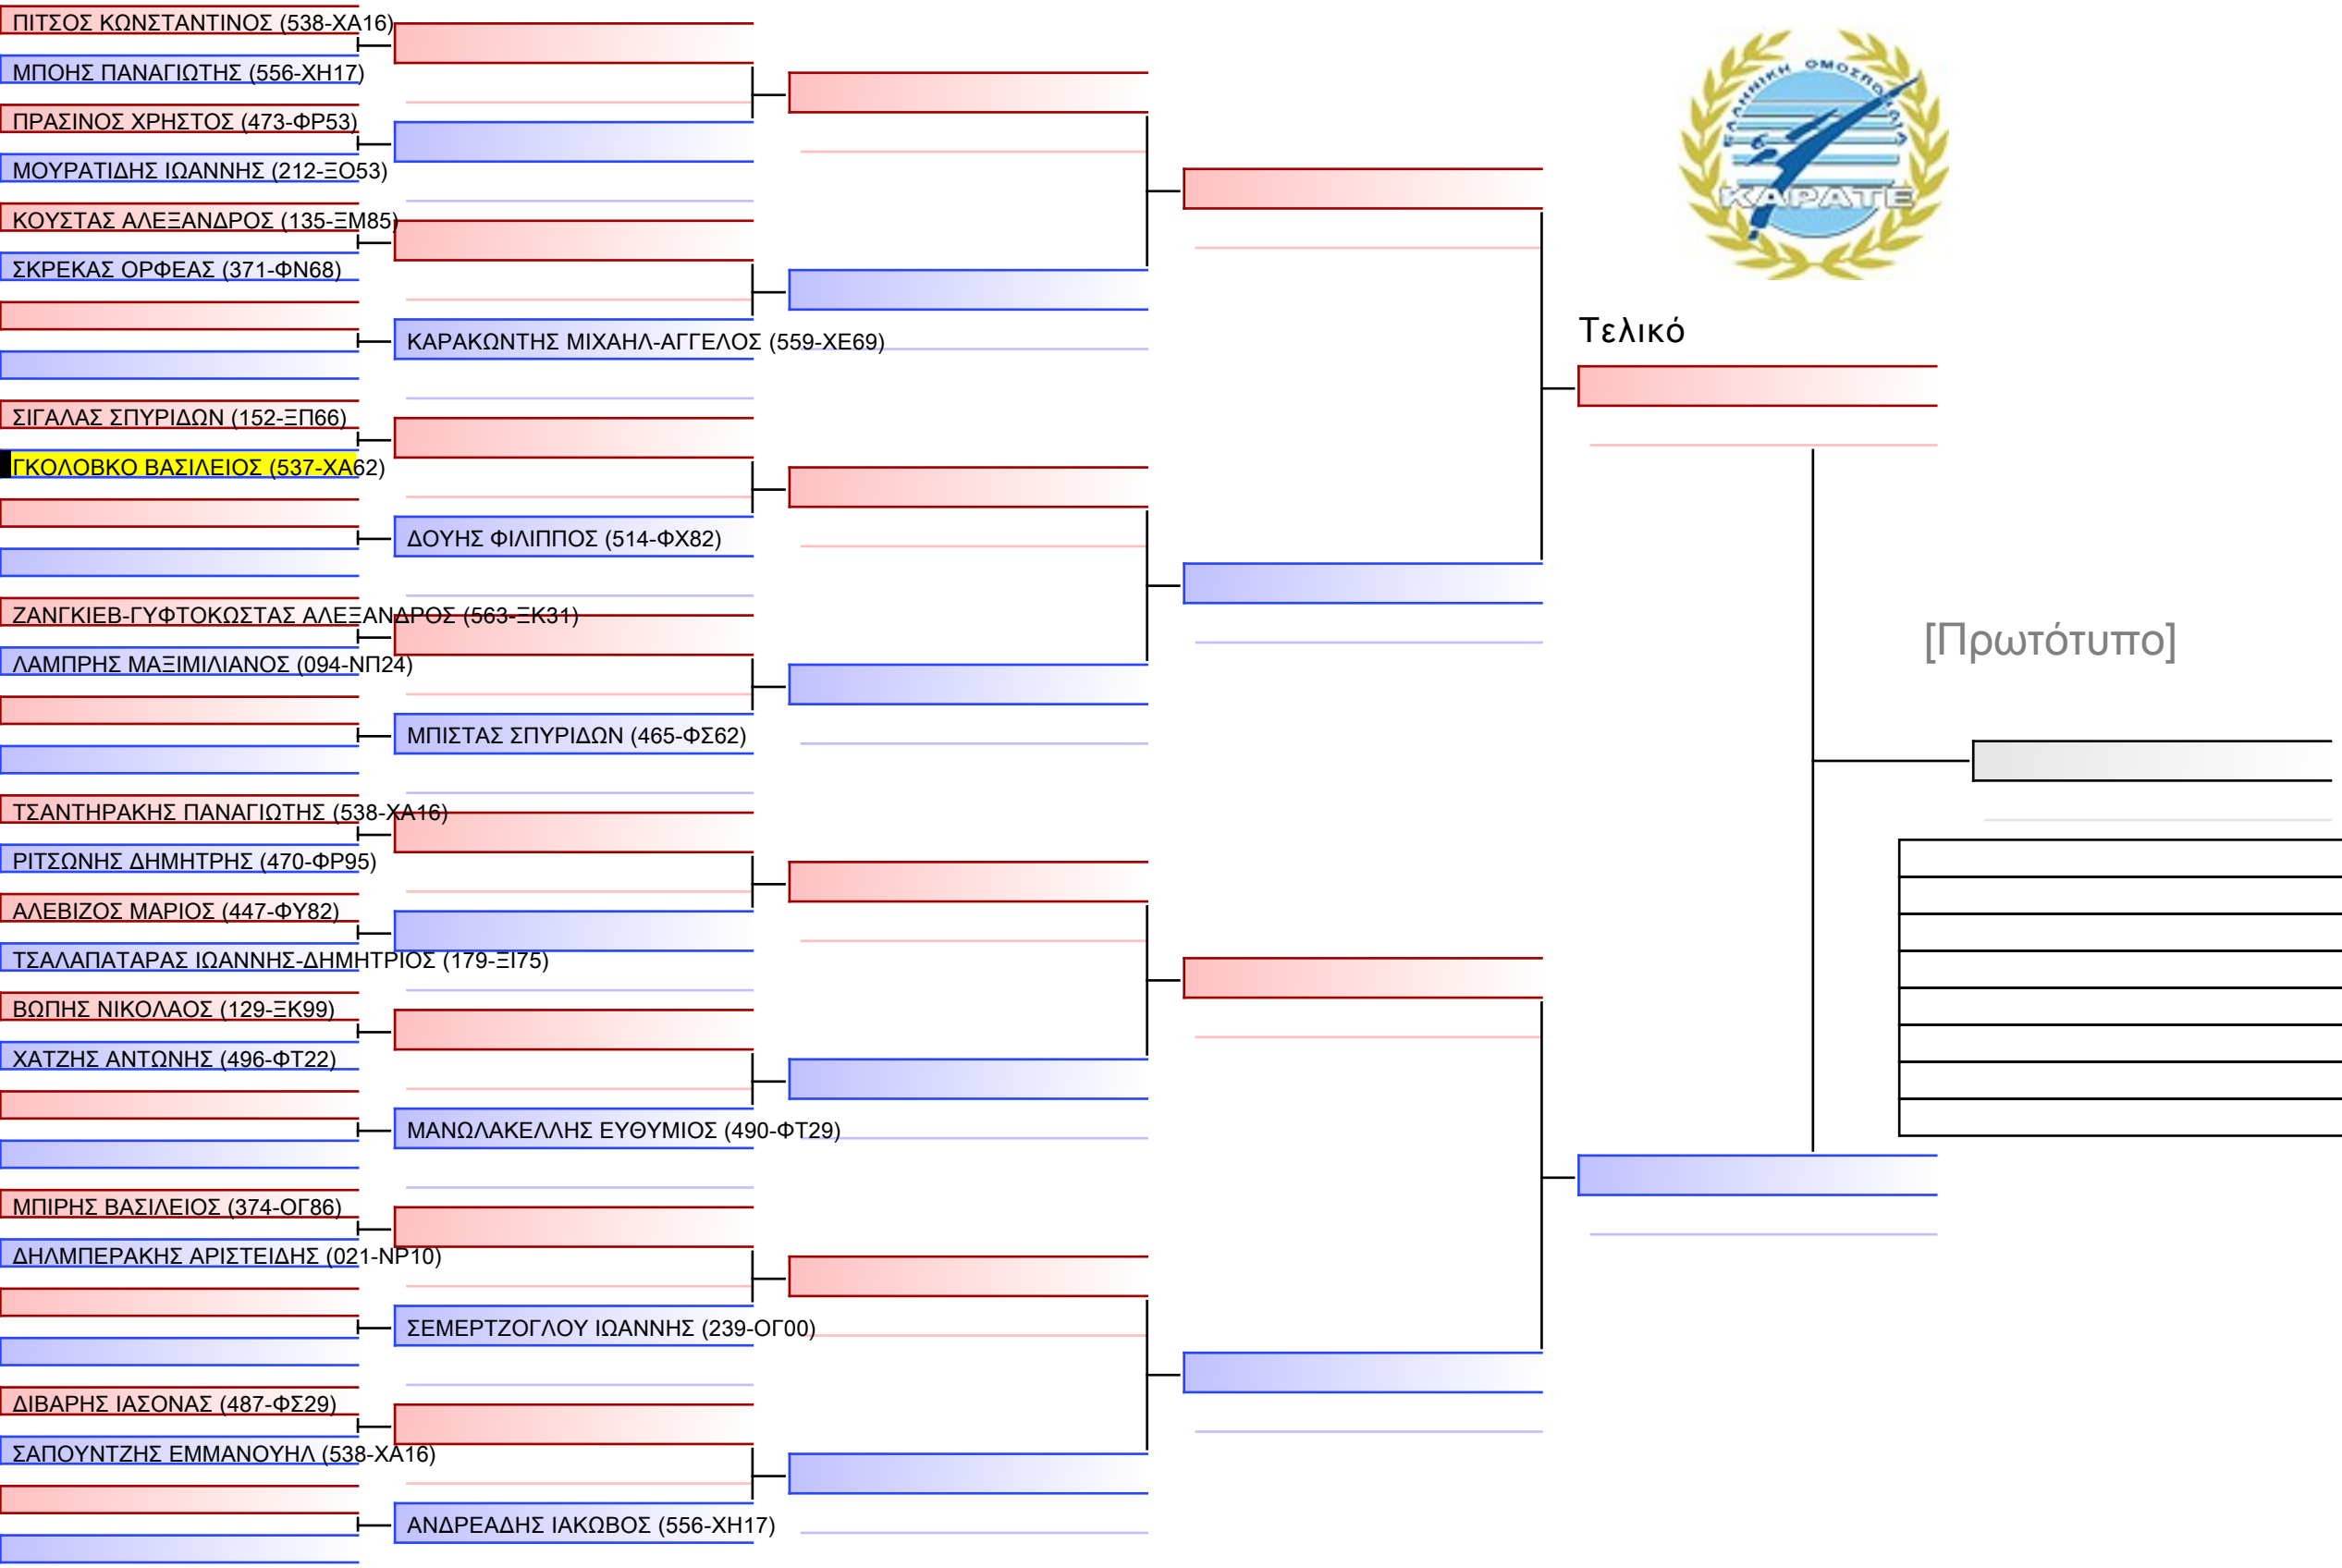 ΠΙΤΣΟΣ ΚΩΝΣΤΑΝΤΙΝΟΣ (538-ΧΑ16)
ΜΠΟΗΣ ΠΑΝΑΓΙΩΤΗΣ (556-ΧΗ17)
ΠΡΑΣΙΝΟΣ ΧΡΗΣΤΟΣ (473-ΦΡ53)
ΜΟΥΡΑΤΙΔΗΣ ΙΩΑΝΝΗΣ (212-ΞΟ53)
ΚΟΥΣΤΑΣ ΑΛΕΞΑΝΔΡΟΣ (135-ΞΜ85)
ΣΚΡΕΚΑΣ ΟΡΦΕΑΣ (371-ΦΝ68)
ΣΙΓΑΛΑΣ ΣΠΥΡΙΔΩΝ (152-ΞΠ66)
ΓΚΟΛΟΒΚΟ ΒΑΣΙΛΕΙΟΣ (537-ΧΑ62)
ΖΑΝΓΚΙΕΒ-ΓΥΦΤΟΚΩΣΤΑΣ ΑΛΕΞΑΝΔΡΟΣ (563-ΞΚ31)
ΛΑΜΠΡΗΣ ΜΑΞΙΜΙΛΙΑΝΟΣ (094-ΝΠ24)
ΤΣΑΝΤΗΡΑΚΗΣ ΠΑΝΑΓΙΩΤΗΣ (538-ΧΑ16)
ΡΙΤΣΩΝΗΣ ΔΗΜΗΤΡΗΣ (470-ΦΡ95)
ΑΛΕΒΙΖΟΣ ΜΑΡΙΟΣ (447-ΦΥ82)
ΤΣΑΛΑΠΑΤΑΡΑΣ ΙΩΑΝΝΗΣ-ΔΗΜΗΤΡΙΟΣ (179-ΞΙ75)
ΒΩΠΗΣ ΝΙΚΟΛΑΟΣ (129-ΞΚ99)
ΧΑΤΖΗΣ ΑΝΤΩΝΗΣ (496-ΦΤ22)
ΜΠΙΡΗΣ ΒΑΣΙΛΕΙΟΣ (374-ΟΓ86)
ΔΗΛΜΠΕΡΑΚΗΣ ΑΡΙΣΤΕΙΔΗΣ (021-ΝΡ10)
ΔΙΒΑΡΗΣ ΙΑΣΟΝΑΣ (487-ΦΣ29)
ΣΑΠΟΥΝΤΖΗΣ ΕΜΜΑΝΟΥΗΛ (538-ΧΑ16)
ΚΑΡΑΚΩΝΤΗΣ ΜΙΧΑΗΛ-ΑΓΓΕΛΟΣ (559-ΧΕ69)
ΔΟΥΗΣ ΦΙΛΙΠΠΟΣ (514-ΦΧ82)
ΜΠΙΣΤΑΣ ΣΠΥΡΙΔΩΝ (465-ΦΣ62)
ΜΑΝΩΛΑΚΕΛΛΗΣ ΕΥΘΥΜΙΟΣ (490-ΦΤ29)
ΣΕΜΕΡΤΖΟΓΛΟΥ ΙΩΑΝΝΗΣ (239-ΟΓ00)
ΑΝΔΡΕΑΔΗΣ ΙΑΚΩΒΟΣ (556-ΧΗ17)
ΕΛΛΗΝΙΚΗ ΟΜΟΣΠΟΝΔΙΑ
ΚΑΡΑΤΕ
Τελικό
[Πρωτότυπο]